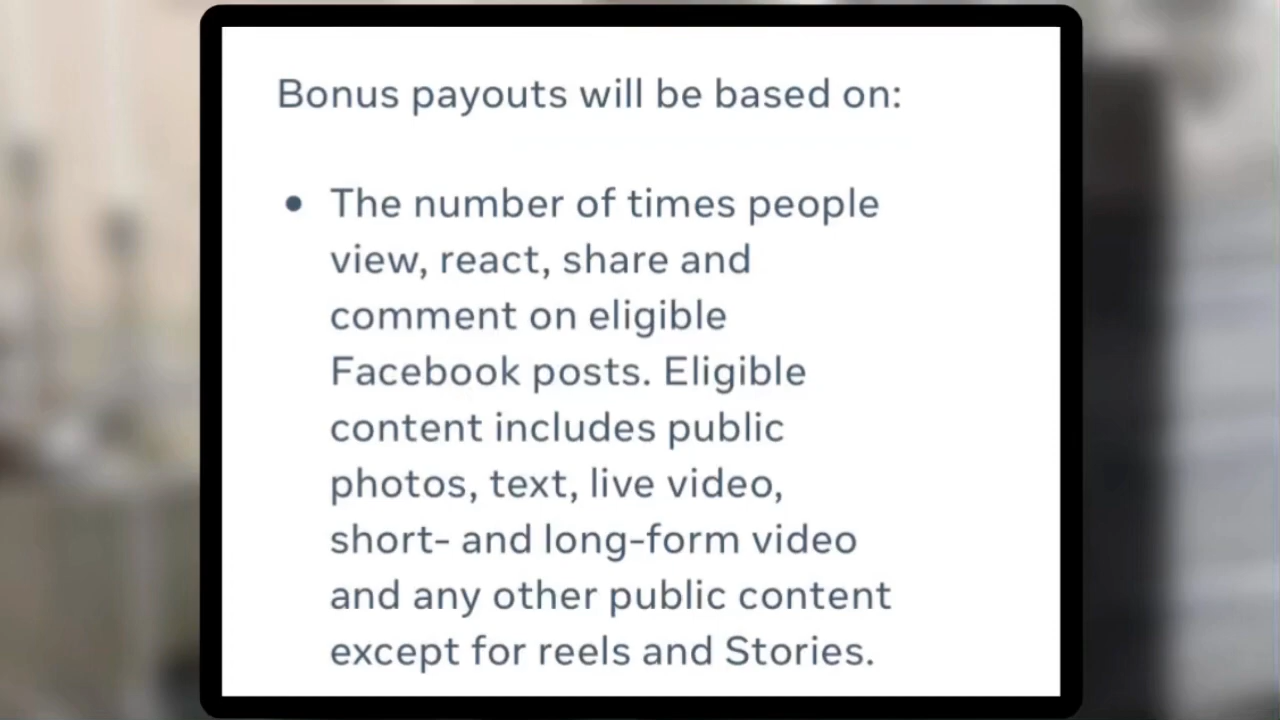 Bonus payouts will be based on:
• The number of times people
view, react, share and
comment on eligible
Facebook posts. Eligible
content includes public
photos, text, live video,
short- and long-form video
and any other public content
except for reels and Stories.